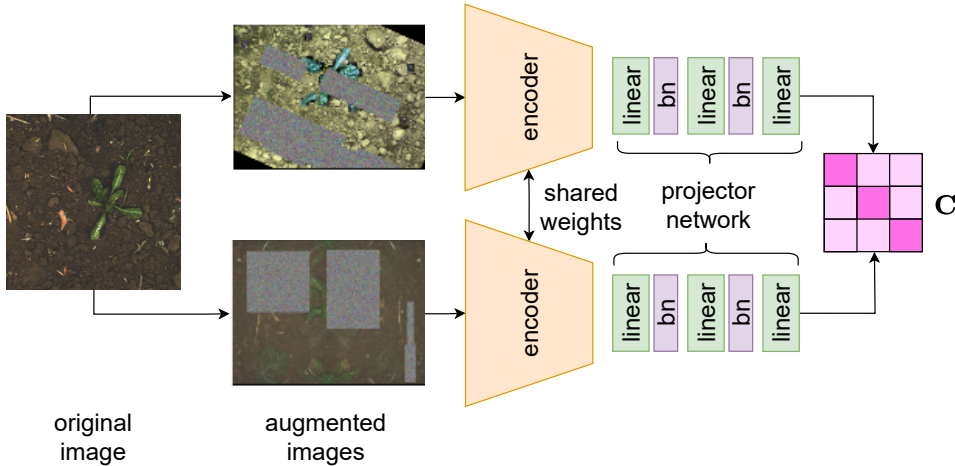 encoder
linear
bn
linear
bn
linear
shared
weights
projector
network
C
encoder
linear
bn
linear
bn
linear
original
image
augmented
images